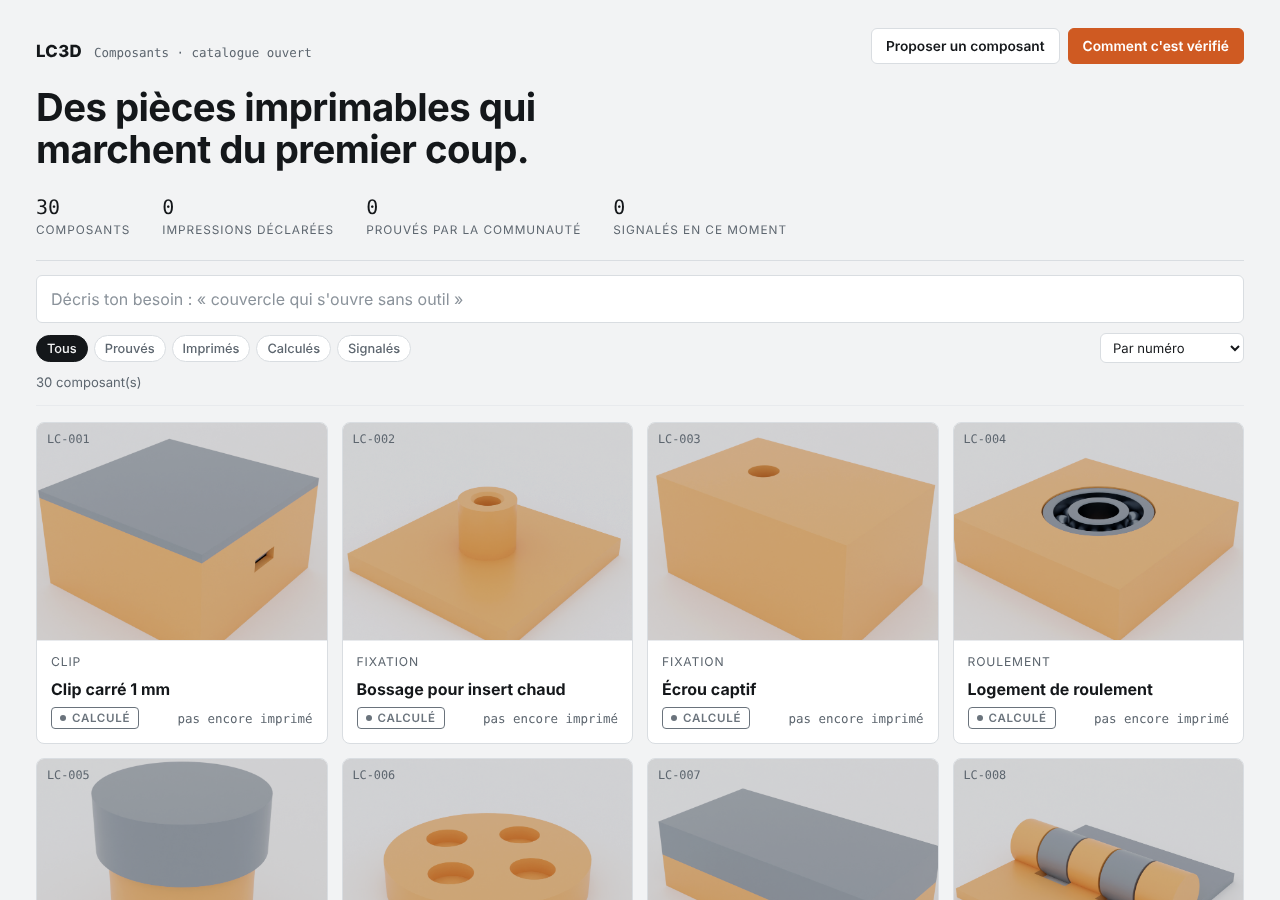 LC3D Composants · catalogue ouvert
Proposer un composant
Comment c'est vérifié
Des pièces imprimables qui
marchent du premier coup.
30
COMPOSANTS
0
IMPRESSIONS DÉCLARÉES
0
PROUVÉS PAR LA COMMUNAUTÉ
0
SIGNALÉS EN CE MOMENT
Décris ton besoin : « couvercle qui s'ouvre sans outil »
Tous
Prouvés
Imprimés
Calculés
Signalés
Par numéro
30 composant(s)
LC-001
CLIP
Clip carré 1 mm
CALCULÉ
pas encore imprimé
LC-002
FIXATION
Bossage pour insert chaud
CALCULÉ
pas encore imprimé
LC-003
FIXATION
Écrou captif
CALCULÉ
pas encore imprimé
LC-004
ROULEMENT
Logement de roulement
CALCULÉ
pas encore imprimé
LC-005
LC-006
LC-007
LC-008